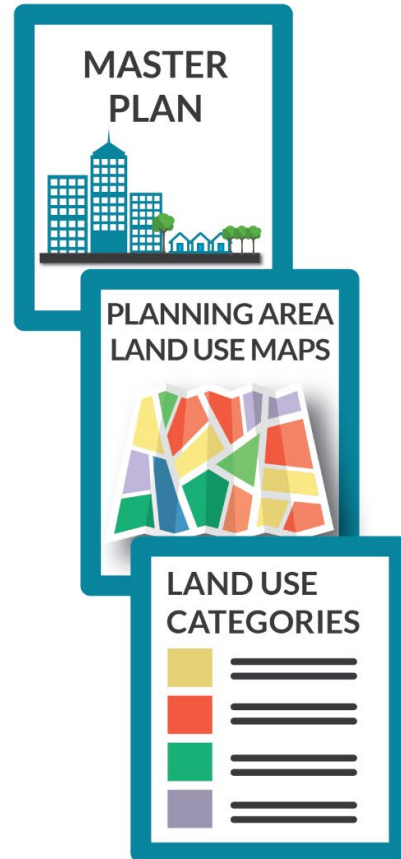 MASTER
PLAN
PLANNING AREA
LAND USE MAPS
LAND USE
CATEGORIES